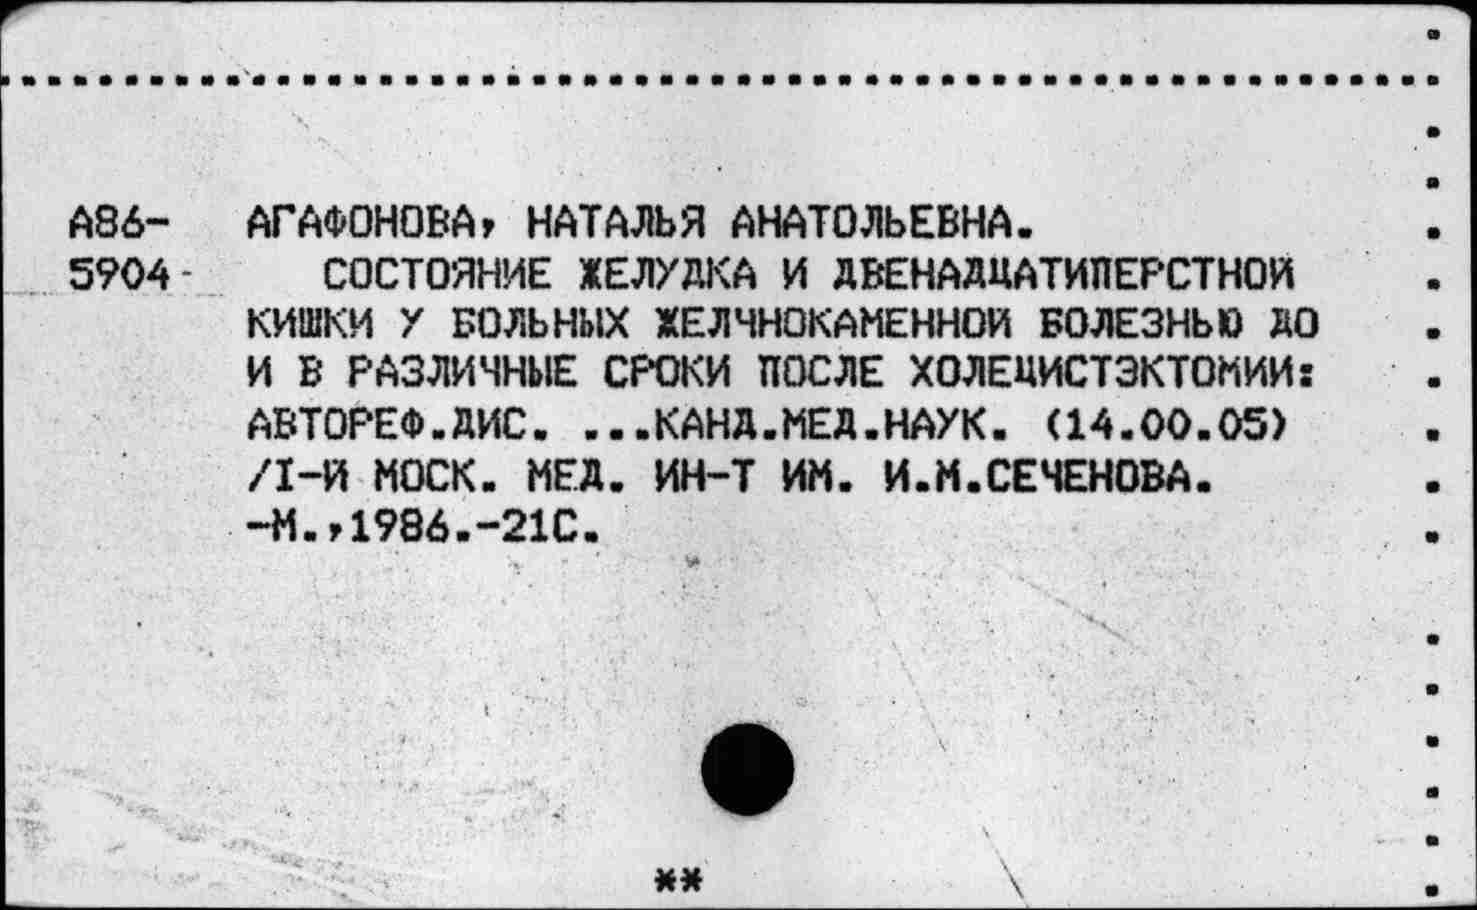 А86- АГАФОНОВА, НАТАЛЬЯ АНАТОЛЬЕВНА.
5904- СОСТОЯНИЕ ЖЕЛУДКА И ДВЕНАДЦАТИПЕРСТНОЙ
КИШКИ У БОЛЬНЫХ ЖЕЛЧНОКАМЕННОЙ БОЛЕЗНЬЮ ДО
И В РАЗЛИЧНЫЕ СРОКИ ПОСЛЕ ХОЛЕЦИСТЭКТОМИИ:
АВТОРЕФ.ДИС. ...КАНД.МЕД.НАУК. (14.00.05)
/I-Й МОСК. МЕД. ИН-Т ИМ. И.М.СЕЧЕНОВА.
-М.,1986.-21С.
**